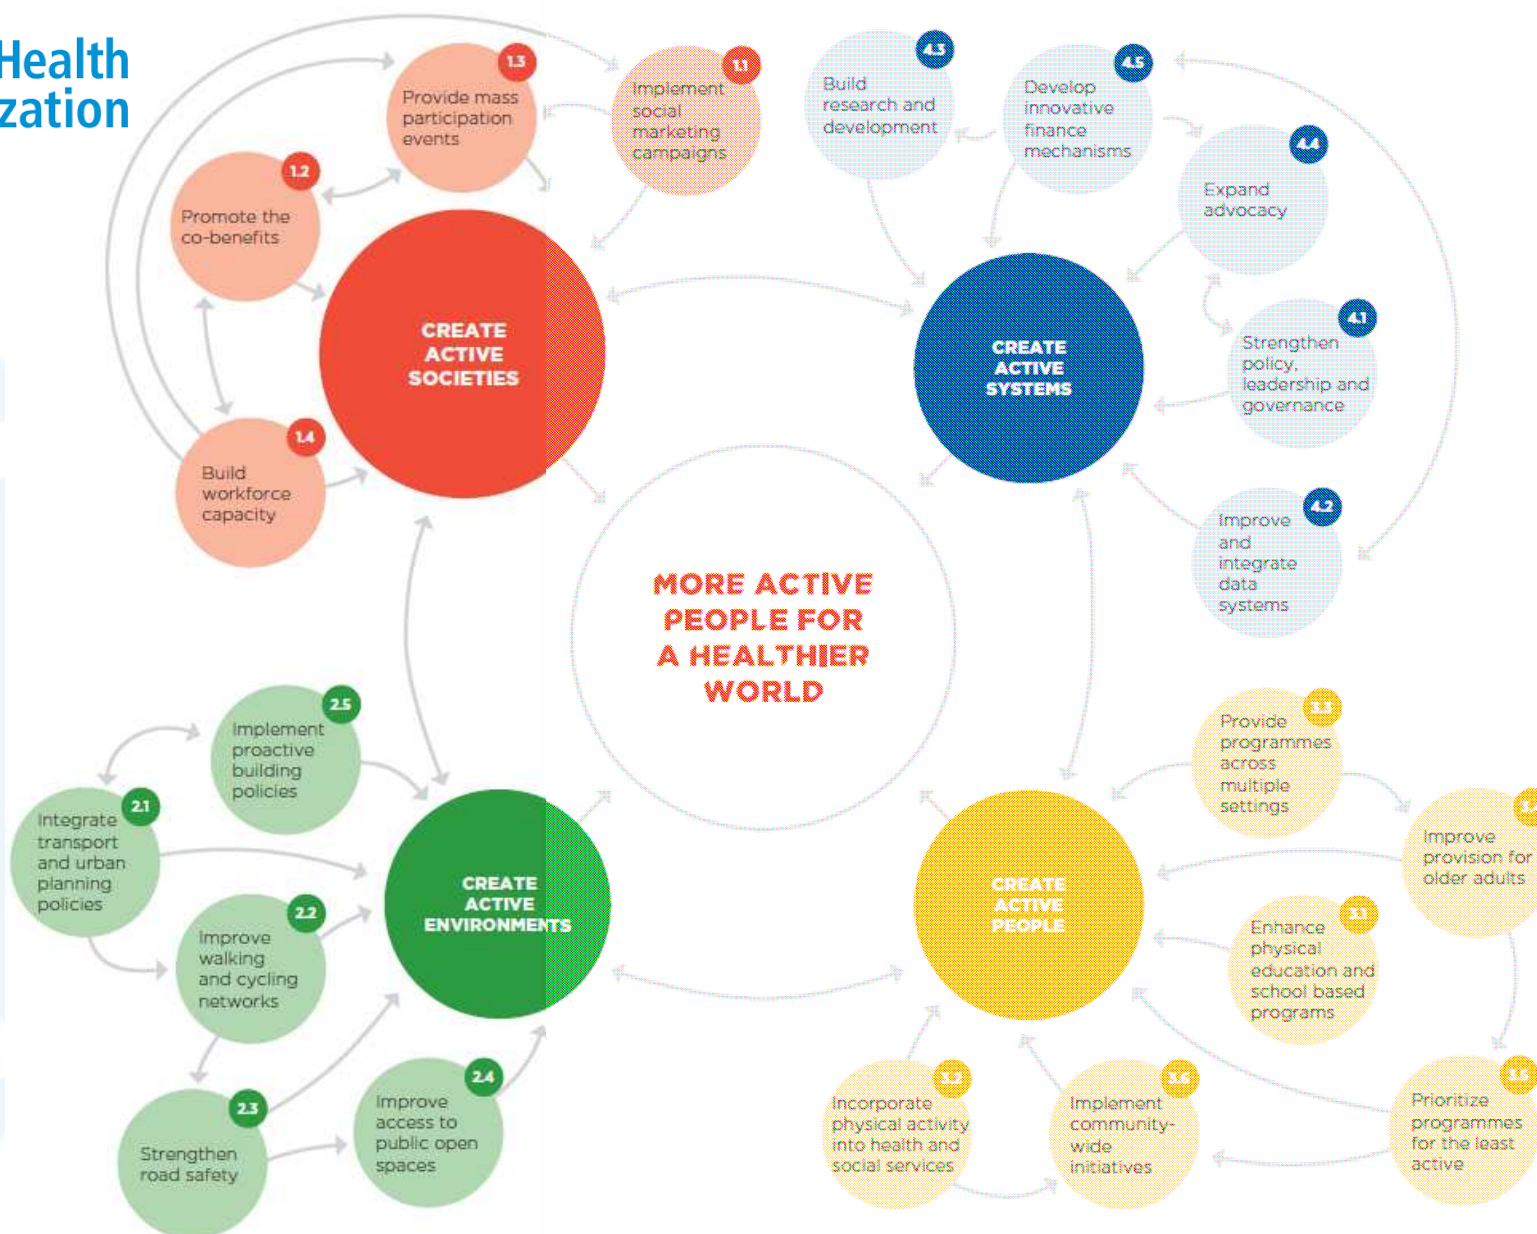 Health
zation
1.3
Provide mass
participation
events
1.1
Implement
social
marketing
campaigns
1.2
Promote the
co-benefits
1.4
Build
workforce
capacity
CREATE
ACTIVE
SOCIETIES
4.3
Build
research and
development
4.5
Develop
innovative
finance
mechanisms
4.4
Expand
advocacy
4.1
Strengthen
policy,
leadership and
governance
4.2
Improve
and
integrate
data
systems
CREATE
ACTIVE
SYSTEMS
MORE ACTIVE
PEOPLE FOR
A HEALTHIER
WORLD
2.5
Implement
proactive
building
policies
2.1
Integrate
transport
and urban
planning
policies
2.2
Improve
walking
and cycling
networks
2.3
Strengthen
road safety
2.4
Improve
access to
public open
spaces
CREATE
ACTIVE
ENVIRONMENTS
CREATE
ACTIVE
PEOPLE
3.3
Provide
programmes
across
multiple
settings
Improve
provision for
older adults
3.1
Enhance
physical
education and
school based
programs
3.2
Incorporate
physical activity
into health and
social services
3.6
Implement
community-
wide
initiatives
3.5
Prioritize
programmes
for the least
active